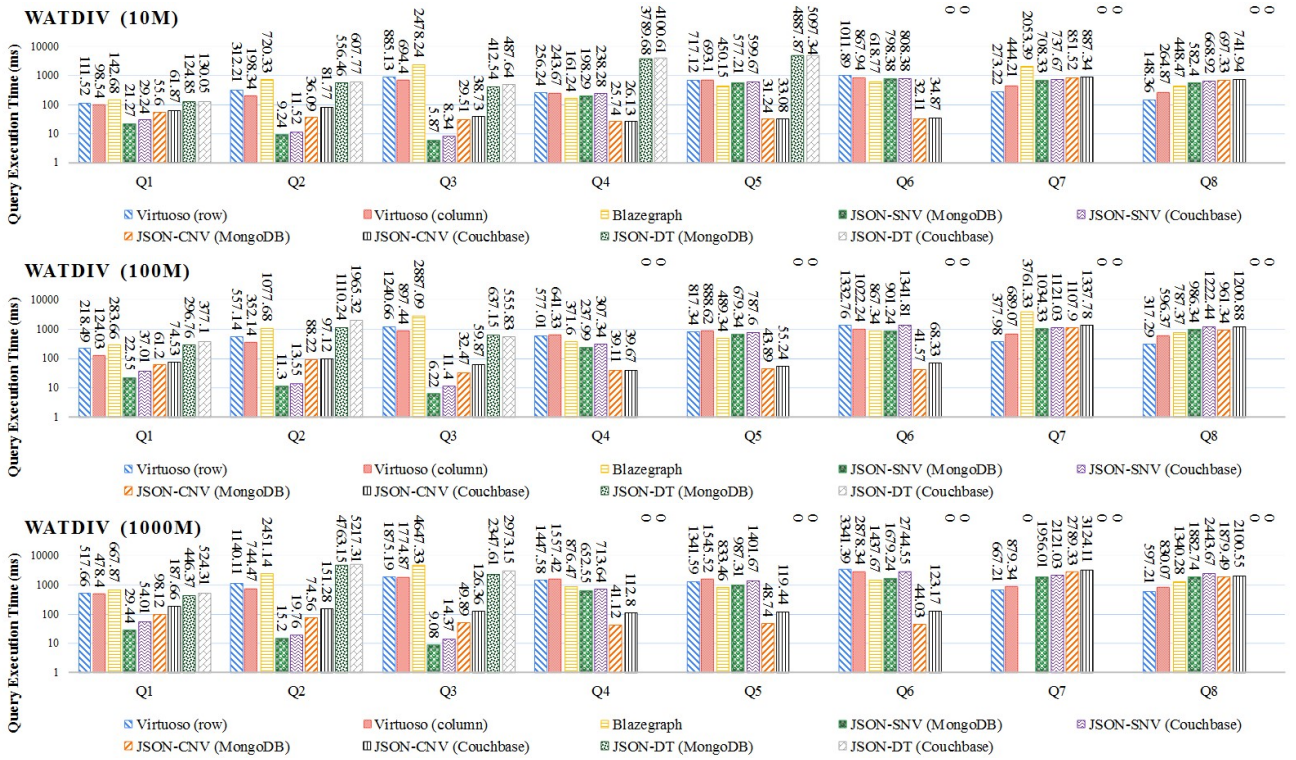 WATDIV (10M)
Query Execution Time (ms)
10000
1000
100
10
1
111.52 98.54 142.68 21.27 29.24 55.6 61.87 124.85 130.05
312.21 198.34 720.33 9.24 11.52 36.09 81.77 556.46 607.77
885.13 694.4 2478.24 5.87 8.34 29.51 38.73 412.54 487.64
256.24 243.67 161.24 198.29 238.28 25.74 26.13 3789.68 4100.61
717.12 693.1 450.15 577.21 599.67 31.24 33.08 4887.87 5097.34
1011.89 867.94 618.77 798.38 808.38 32.11 34.87 0 0
273.22 444.21 2053.39 708.33 737.67 851.52 887.34 0 0
148.36 264.87 448.47 582.4 668.92 697.33 741.94 0 0
Q1 Q2 Q3 Q4 Q5 Q6 Q7 Q8
Virtuoso (row) Virtuoso (column) Blazegraph JSON-SNV (MongoDB) JSON-SNV (Couchbase)
JSON-CNV (MongoDB) JSON-CNV (Couchbase) JSON-DT (MongoDB) JSON-DT (Couchbase)
WATDIV (100M)
Query Execution Time (ms)
10000
1000
100
10
1
218.49 124.03 283.66 22.55 37.01 61.2 74.53 296.76 377.1
557.14 352.14 1077.68 11.3 13.55 88.22 97.12 1110.24 1965.32
1240.66 897.44 2887.09 6.22 11.4 32.47 59.87 637.15 555.83
577.01 641.33 371.6 237.99 307.34 39.11 39.67 0 0
817.34 888.62 489.34 679.34 787.6 43.89 55.24 0 0
1332.76 1022.24 867.34 901.24 1341.81 41.57 68.33 0 0
377.98 689.07 3761.33 1034.33 1121.03 1107.9 1337.78 0 0
317.29 596.37 787.37 986.34 1222.44 961.34 1200.88 0 0
Q1 Q2 Q3 Q4 Q5 Q6 Q7 Q8
Virtuoso (row) Virtuoso (column) Blazegraph JSON-SNV (MongoDB) JSON-SNV (Couchbase)
JSON-CNV (MongoDB) JSON-CNV (Couchbase) JSON-DT (MongoDB) JSON-DT (Couchbase)
WATDIV (1000M)
Query Execution Time (ms)
10000
1000
100
10
1
517.66 478.4 667.87 29.44 54.01 98.12 187.66 446.37 524.31
1140.11 744.47 2451.14 15.2 19.76 74.56 151.28 4763.15 5217.31
1875.19 1774.87 4647.33 9.08 14.37 49.89 126.36 2347.61 2973.15
1447.58 1557.42 876.47 652.55 713.64 41.12 112.8 0 0
1341.59 1545.52 833.46 987.31 1401.67 48.74 119.44 0 0
3341.39 2878.34 1437.67 1679.24 2744.55 44.03 123.17 0 0
667.21 879.34 1956.01 2121.03 2789.33 3124.11 0 0
597.21 830.07 1340.28 1882.74 2443.67 1879.49 2100.55 0 0
Q1 Q2 Q3 Q4 Q5 Q6 Q7 Q8
Virtuoso (row) Virtuoso (column) Blazegraph JSON-SNV (MongoDB) JSON-SNV (Couchbase)
JSON-CNV (MongoDB) JSON-CNV (Couchbase) JSON-DT (MongoDB) JSON-DT (Couchbase)